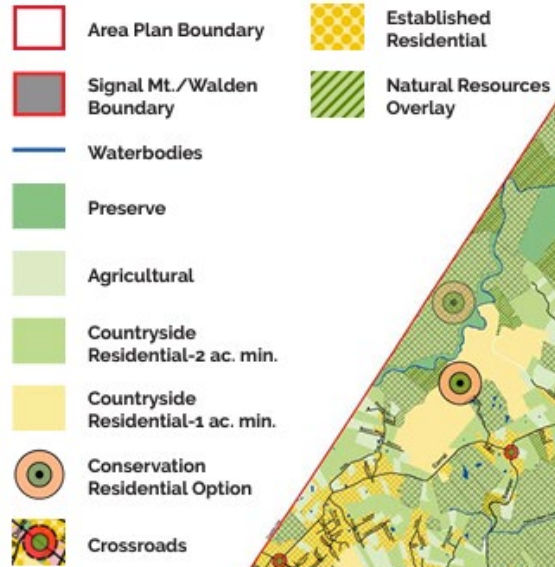 Area Plan Boundary
Signal Mt./Walden
Boundary
Waterbodies
Preserve
Agricultural
Countryside
Residential-2 ac. min.
Countryside
Residential-1 ac. min.
Conservation
Residential Option
Crossroads
Established
Residential
Natural Resources
Overlay